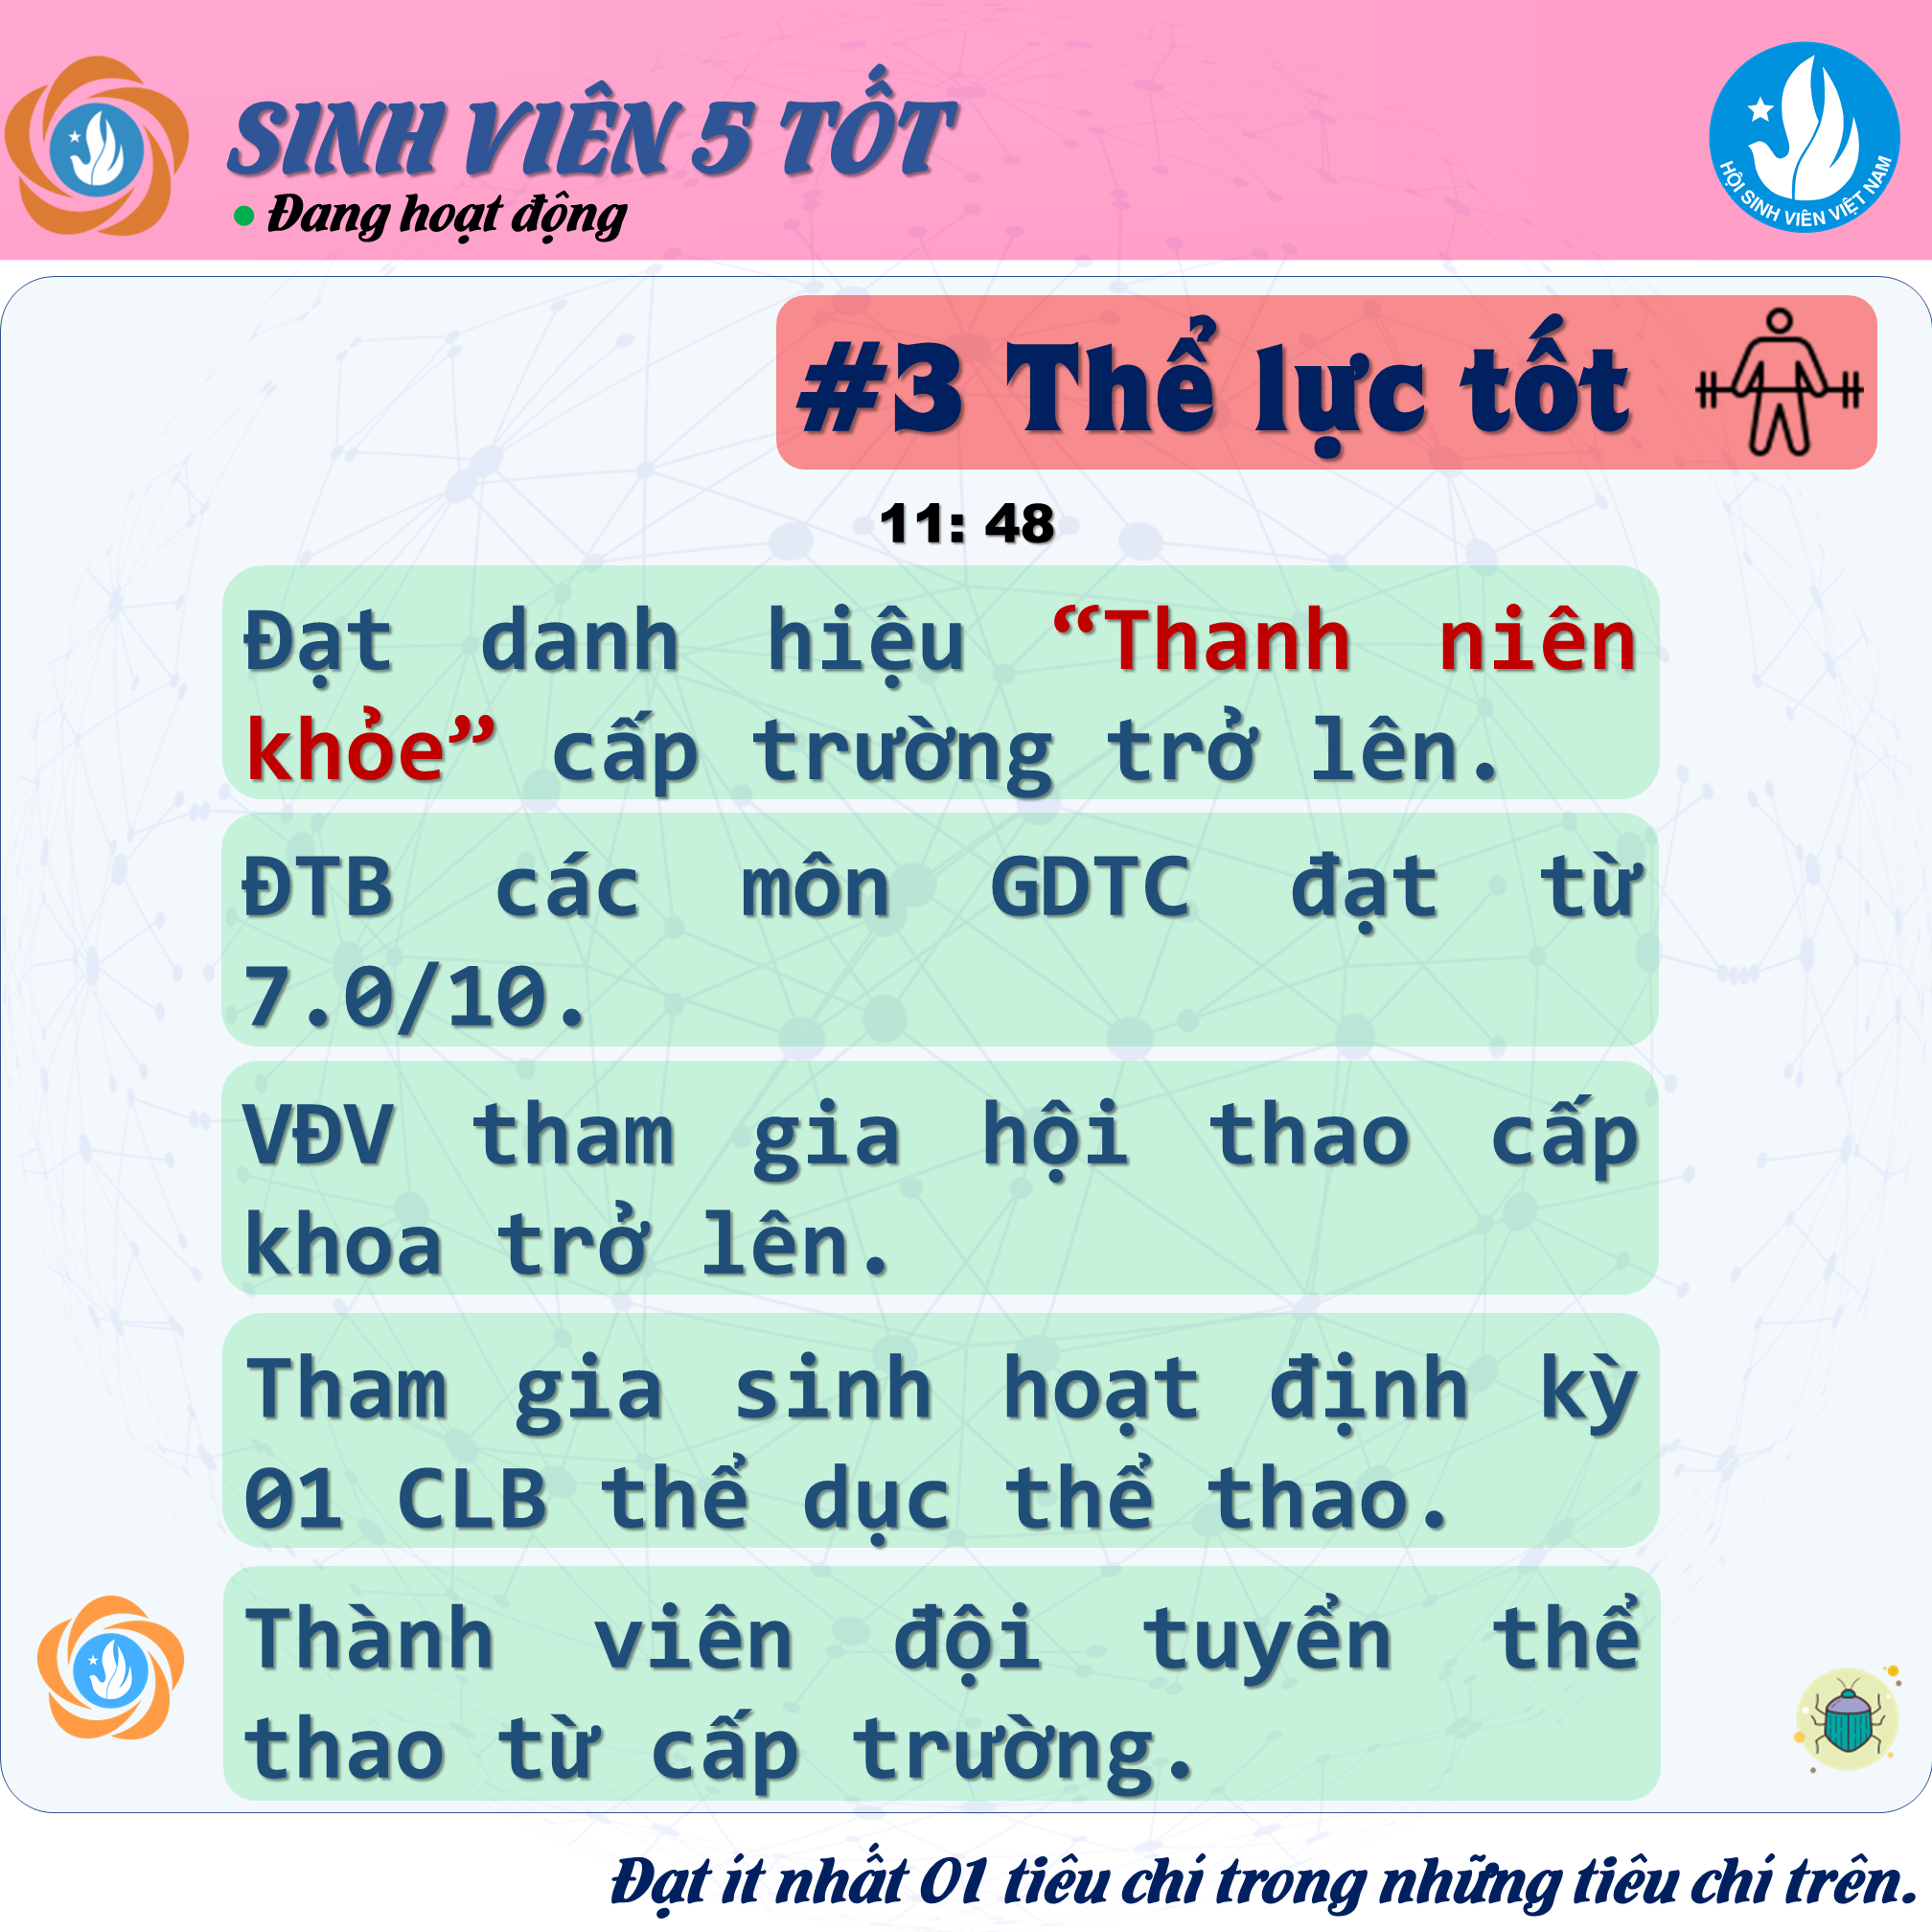 SINH VIÊN 5 TỐT
Đang hoạt động
HỘI SINH VIÊN VIỆT NAM
#3 Thể lực tốt
11: 48
Đạt danh hiệu “Thanh niên
khỏe” cấp trường trở lên.
ĐTB các môn GDTC đạt từ
7.0/10.
VĐV tham gia hội thao cấp
khoa trở lên.
Tham gia sinh hoạt định kỳ
01 CLB thể dục thể thao.
Thành viên đội tuyển thể
thao từ cấp trường.
Đạt ít nhất 01 tiêu chí trong những tiêu chí trên.